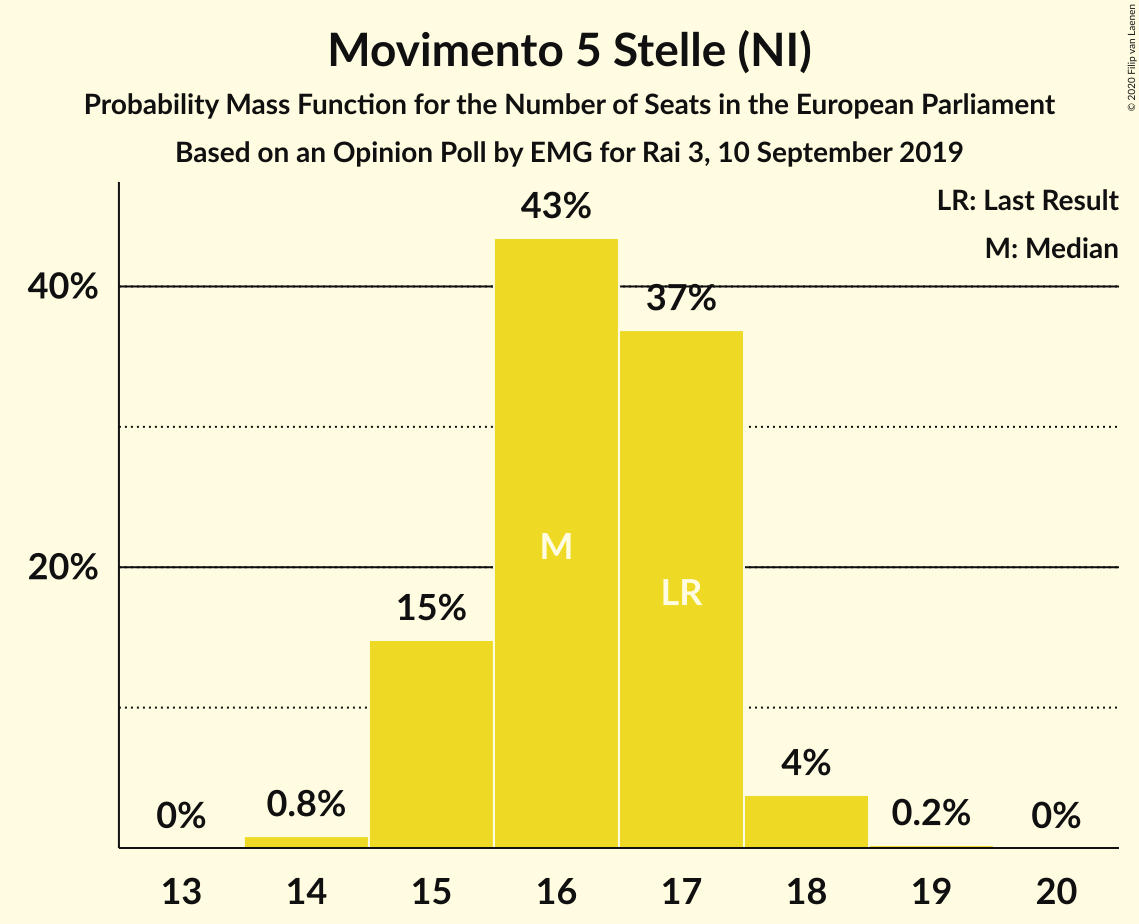 Movimento 5 Stelle (NI)
Probability Mass Function for the Number of Seats in the European Parliament
Based on an Opinion Poll by EMG for Rai 3, 10 September 2019
© 2020 Filip van Laenen
LR: Last Result
M: Median
40%
20%
0%
0.8%
15%
43%
37%
4%
0.2%
0%
M
LR
13 14 15 16 17 18 19 20